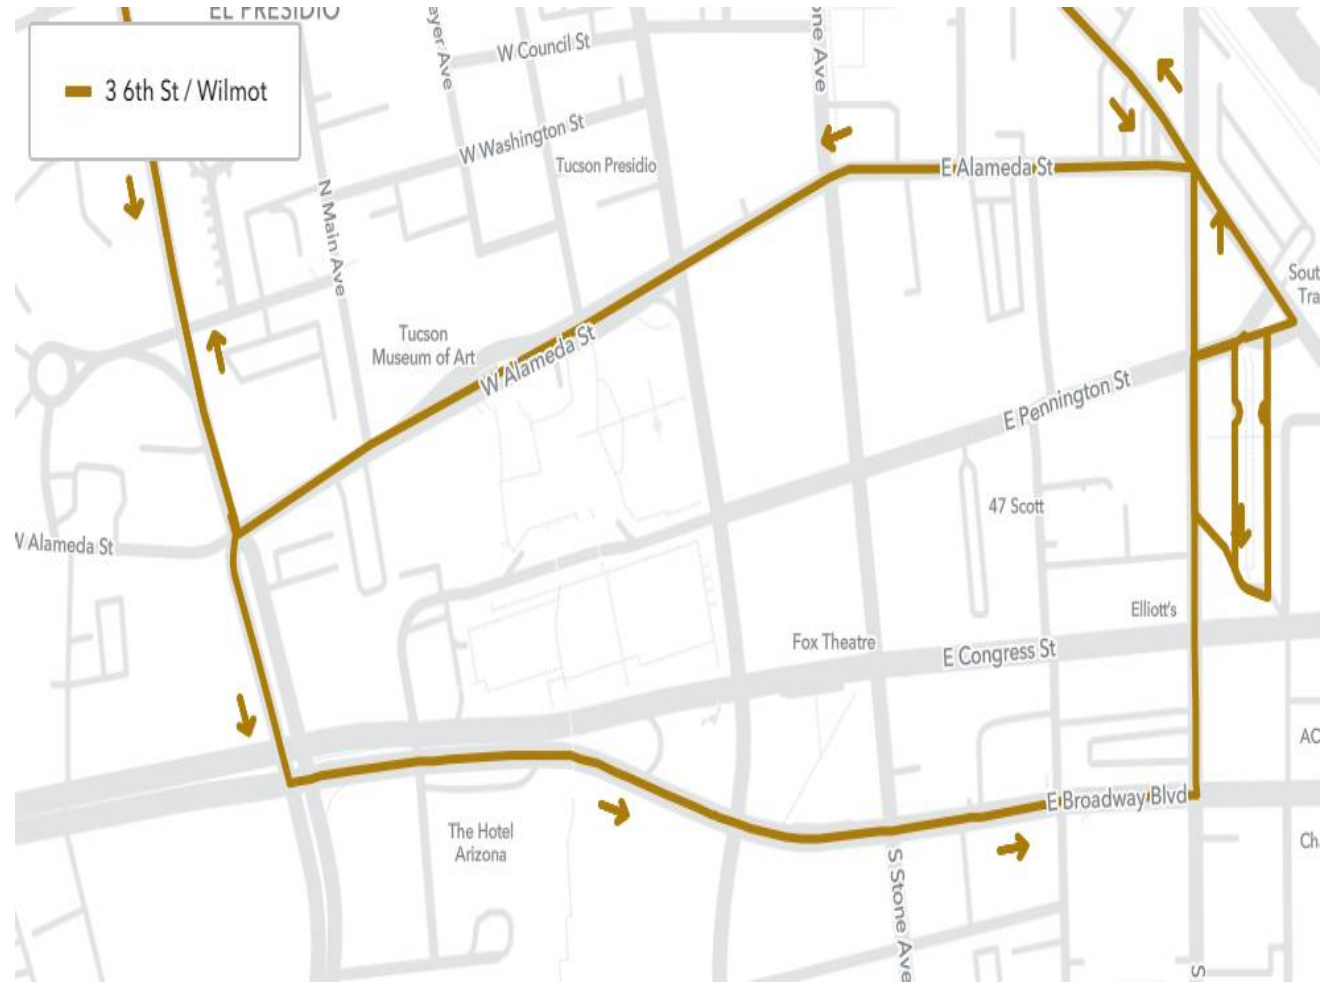 EL PRESIDIO
3 6th St / Wilmot
W Council St
W Washington St
Tucson Presidio
E Alameda St
N Main Ave
Tucson
Museum of Art
W Alameda St
E Pennington St
47 Scott
W Alameda St
Elliott's
Fox Theatre
E Congress St
E Broadway Blvd
The Hotel
Arizona
S Stone Ave
S